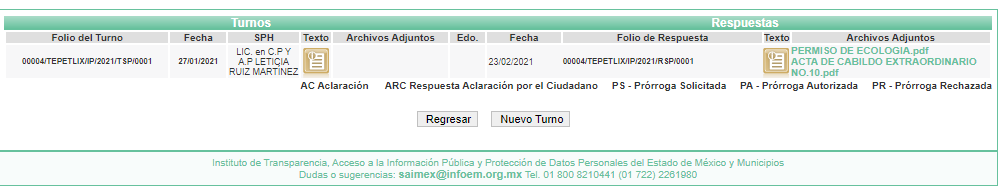 Turnos Respuestas
Folio del Turno Fecha SPH Texto Archivos Adjuntos Edo. Fecha Folio de Respuesta Texto Archivos Adjuntos
00004/TEPETLIX/IP/2021/TSP/0001 27/01/2021 LIC. en C.P Y A.P LETICIA RUIZ MARTINEZ 23/02/2021 00004/TEPETLIX/IP/2021/RSP/0001 PERMISO DE ECOLOGIA.pdf
ACTA DE CABILDO EXTRAORDINARIO
NO.10.pdf
AC Aclaración ARC Respuesta Aclaración por el Ciudadano PS - Prórroga Solicitada PA - Prórroga Autorizada PR - Prórroga Rechazada
Regresar Nuevo Turno
Instituto de Transparencia, Acceso a la Información Pública y Protección de Datos Personales del Estado de México y Municipios
Dudas o sugerencias: saimex@infoem.org.mx Tel. 01 800 8210441 (01 722) 2261980